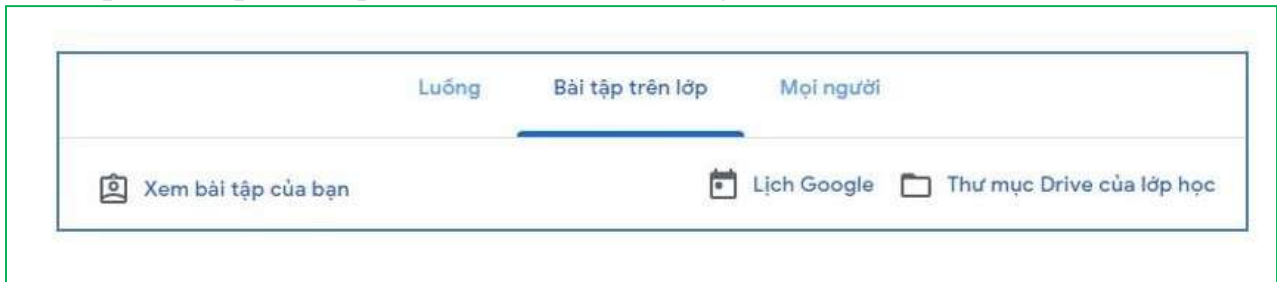 Luồng Bài tập trên lớp Mọi người
Xem bài tập của bạn Lịch Google Thư mục Drive của lớp học